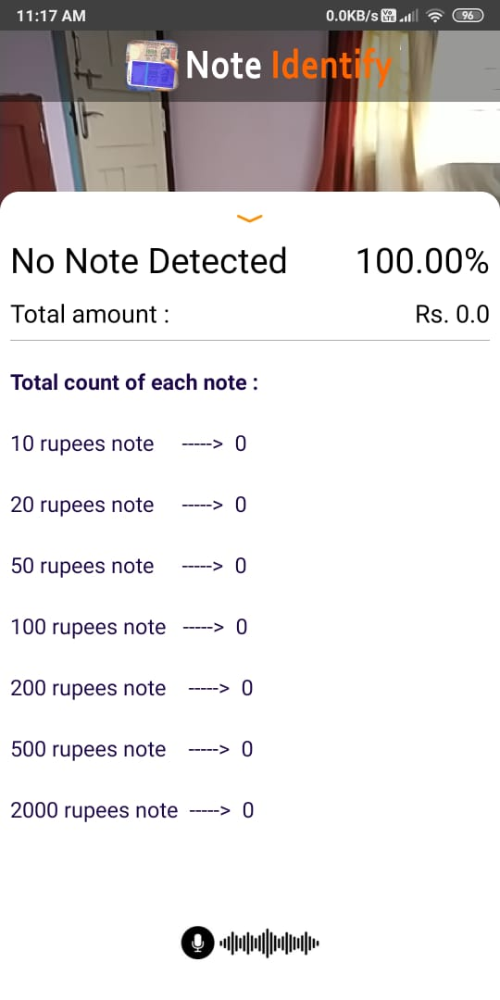 11:17 AM 0.0KB/s Vo LTE 96
Note Identify
No Note Detected 100.00%
Total amount : Rs. 0.0
Total count of each note :
10 rupees note -----> 0
20 rupees note -----> 0
50 rupees note -----> 0
100 rupees note -----> 0
200 rupees note -----> 0
500 rupees note -----> 0
2000 rupees note -----> 0